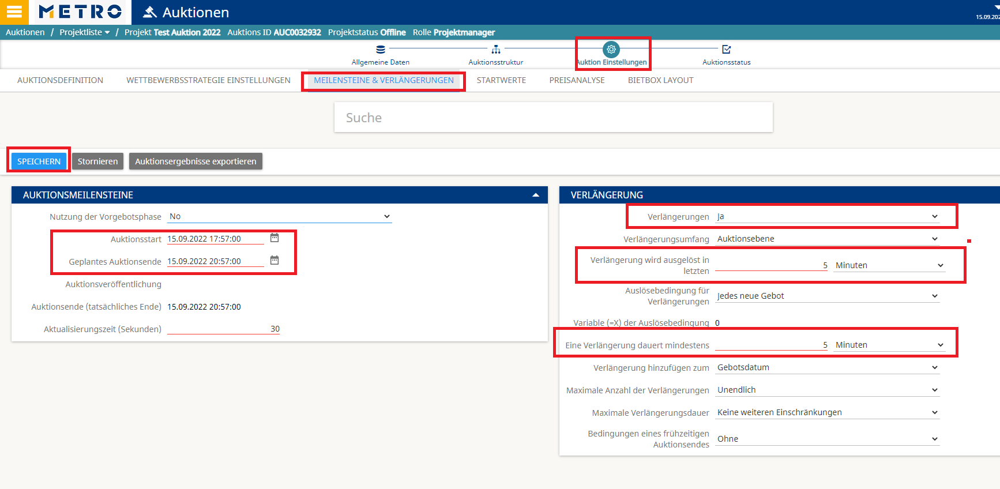 METRO Auktionen
15.09.202
Auktionen / Projektliste / Projekt Test Auktion 2022 Auktions ID AUC0032932 Projektstatus Offline Rolle Projektmanager
Allgemeine Daten Auktionsstruktur Auktion Einstellungen Auktionsstatus
AUKTIONSDEFINITION WETTBEWERBSSTRATEGIE EINSTELLUNGEN MEILENSTEINE & VERLÄNGERUNGEN STARTWERTE PREISANALYSE BIETBOX LAYOUT
Suche
SPEICHERN Stornieren Auktionsergebnisse exportieren
AUKTIONSMEILENSTEINE
Nutzung der Vorgebotsphase No
Auktionsstart 15.09.2022 17:57:00
Geplantes Auktionsende 15.09.2022 20:57:00
Auktionsveröffentlichung
Auktionsende (tatsächliches Ende) 15.09.2022 20:57:00
Aktualisierungszeit (Sekunden) 30
VERLÄNGERUNG
Verlängerungen Ja
Verlängerungsumfang Auktionsebene
Verlängerung wird ausgelöst in
letzten 5 Minuten
Auslösebedingung für
Verlängerungen Jedes neue Gebot
Variable (=X) der Auslösebedingung 0
Eine Verlängerung dauert mindestens 5 Minuten
Verlängerung hinzufügen zum Gebotsdatum
Maximale Anzahl der Verlängerungen Unendlich
Maximale Verlängerungsdauer Keine weiteren Einschränkungen
Bedingungen eines frühzeitigen
Auktionsendes Ohne